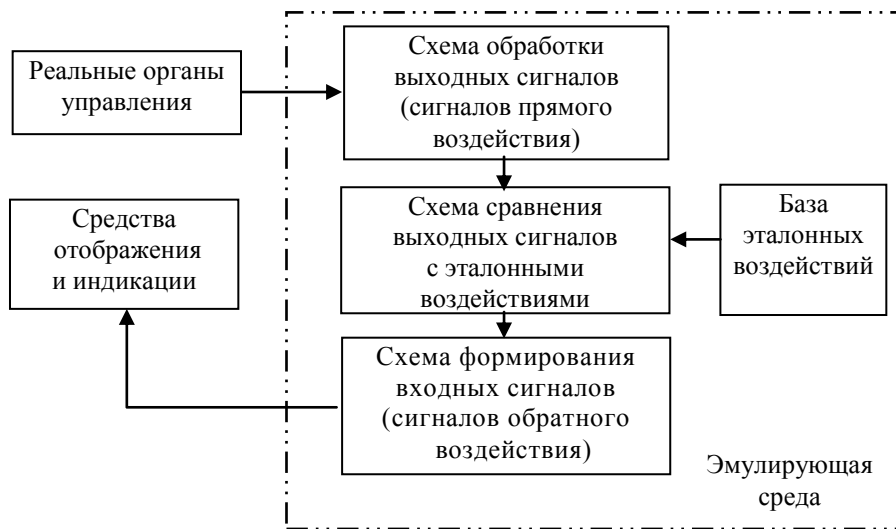 Реальные органы
управления
Схема обработки
выходных сигналов
(сигналов прямого
воздействия)
Средства
отображения
и индикации
Схема сравнения
выходных сигналов
с эталонными
воздействиями
База
эталонных
воздействий
Схема формирования
входных сигналов
(сигналов обратного
воздействия)
Эмулирующая
среда